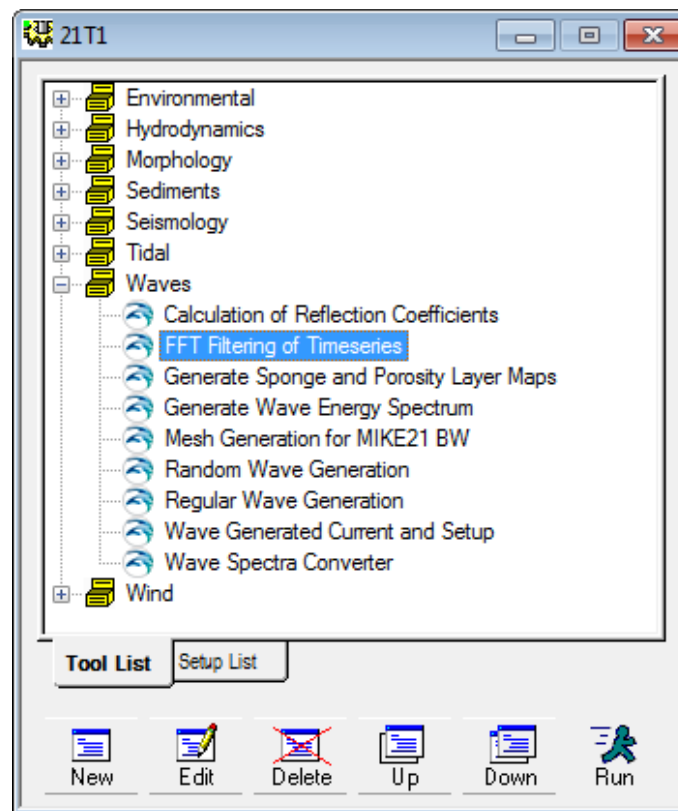 21T1
Environmental
Hydrodynamics
Morphology
Sediments
Seismology
Tidal
Waves
Calculation of Reflection Coefficients
FFT Filtering of Timeseries
Generate Sponge and Porosity Layer Maps
Generate Wave Energy Spectrum
Mesh Generation for MIKE21 BW
Random Wave Generation
Regular Wave Generation
Wave Generated Current and Setup
Wave Spectra Converter
Wind
Tool List Setup List
New Edit Delete Up Down Run